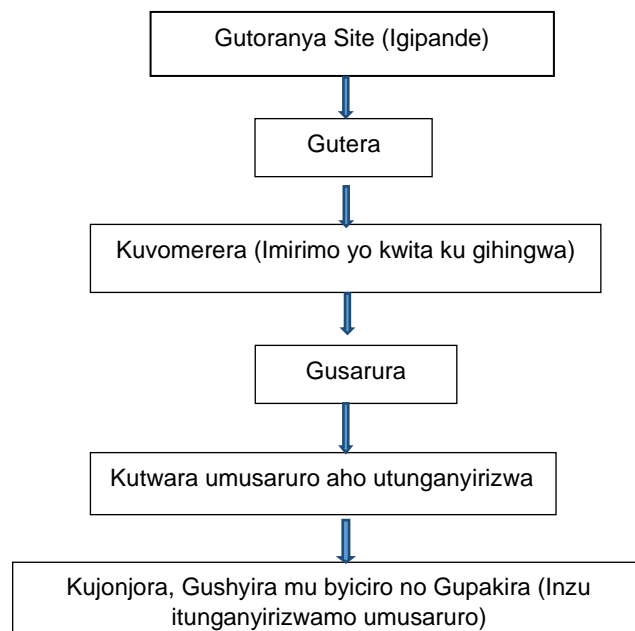 Gutoranya Site (Igipande)
Gutera
Kuvomerera (Imirimo yo kwita ku gihingwa)
Gusarura
Kutwara umusaruro aho utunganyirizwa
Kujonjora, Gushyira mu byiciro no Gupakira (Inzu
itunganyirizwamo umusaruro)